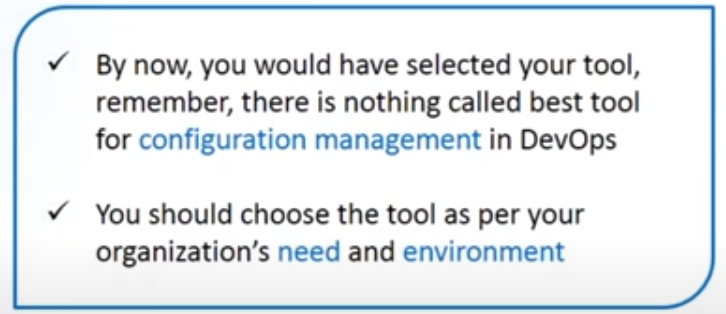 ✓ By now, you would have selected your tool,
remember, there is nothing called best tool
for configuration management in DevOps
✓ You should choose the tool as per your
organization's need and environment